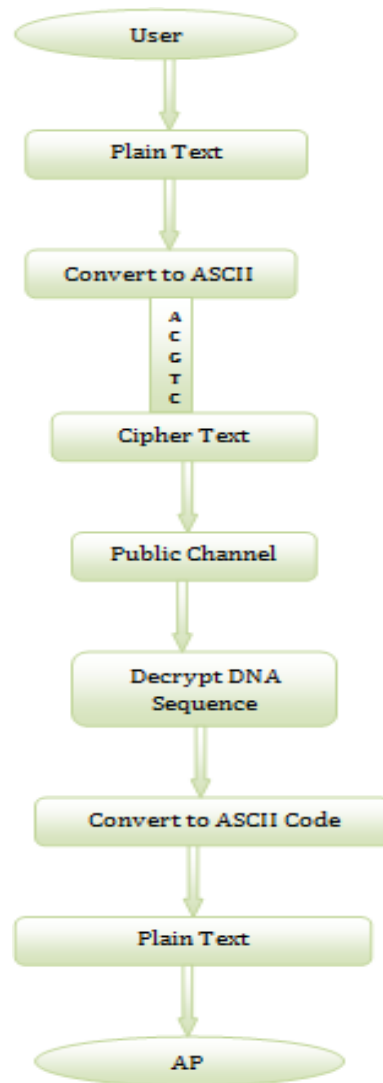 User
Plain Text
Convert to ASCII
A
C
G
T
C
Cipher Text
Public Channel
Decrypt DNA
Sequence
Convert to ASCII Code
Plain Text
AP